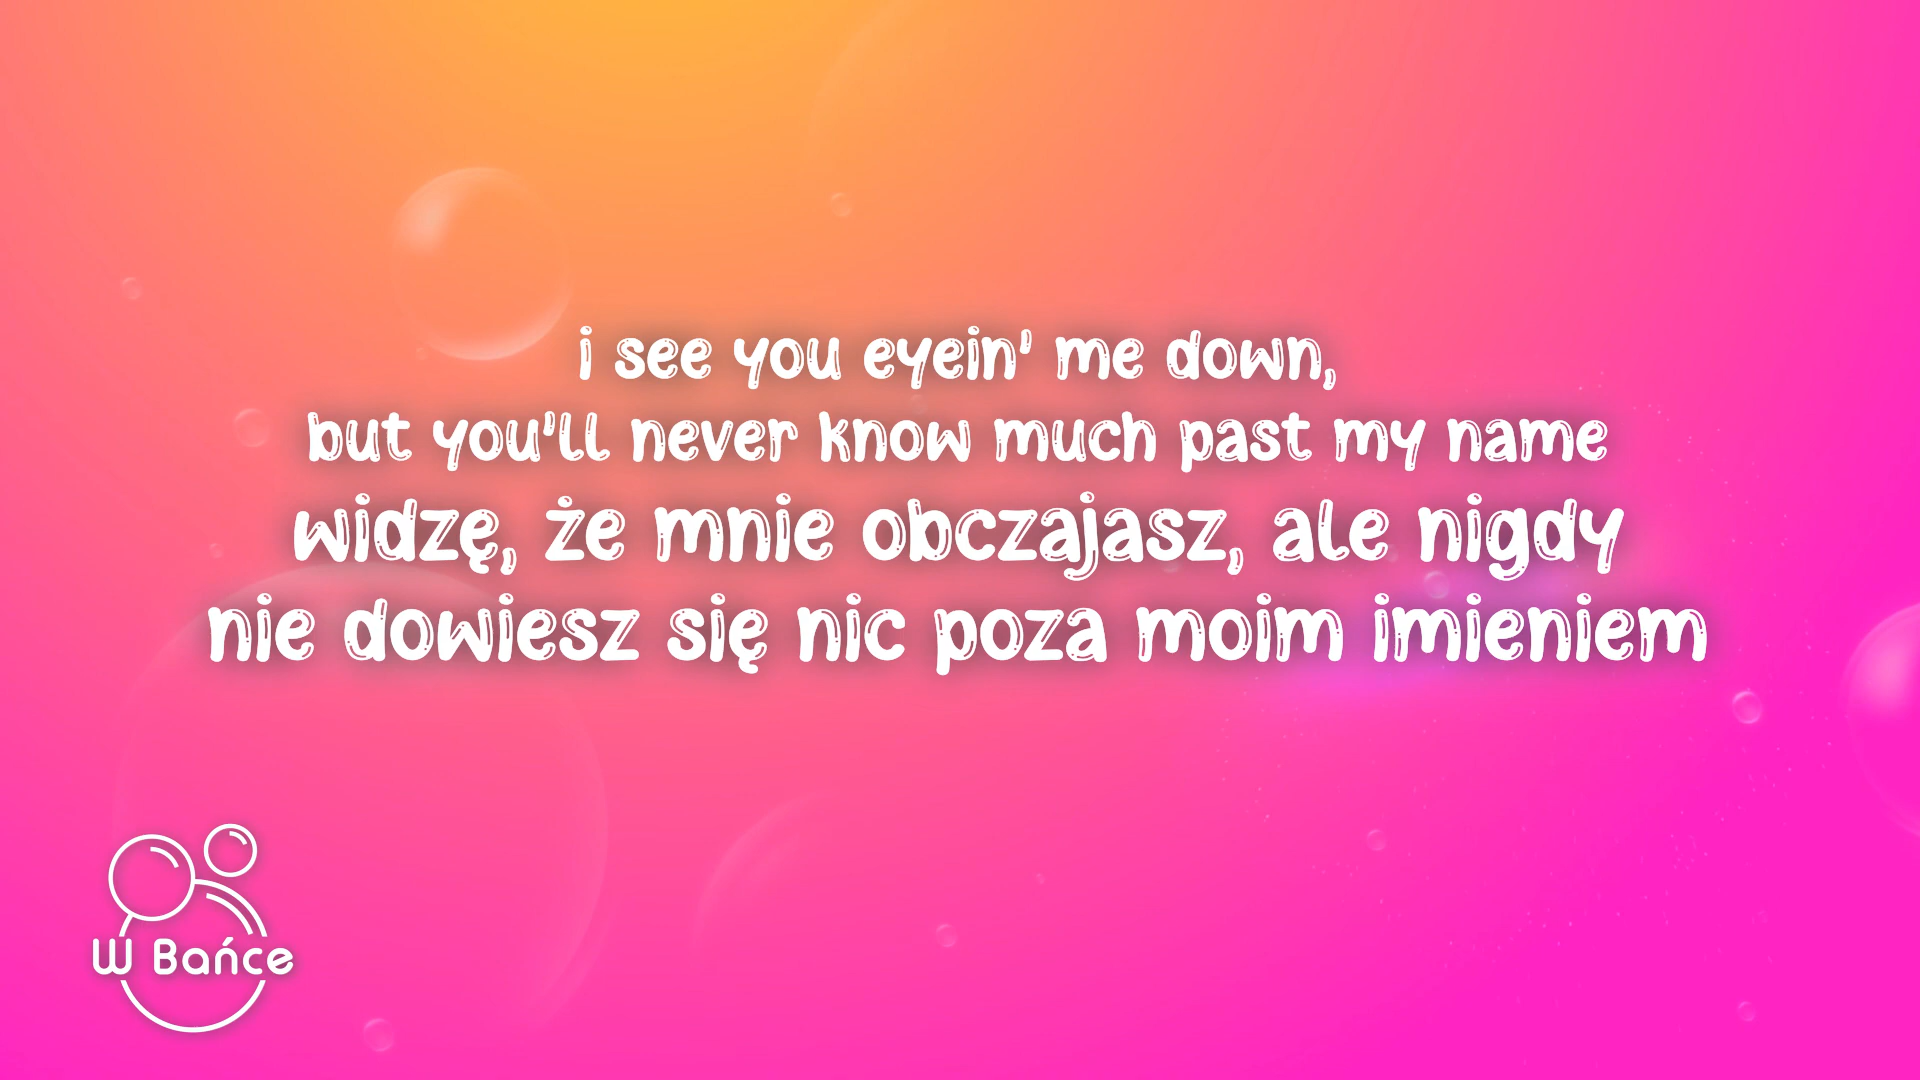 i see you eyein' me down,
but you'll never know much past my name
widzę, że mnie obczajasz, ale nigdy
nie dowiesz się nic poza moim imieniem
W Bańce